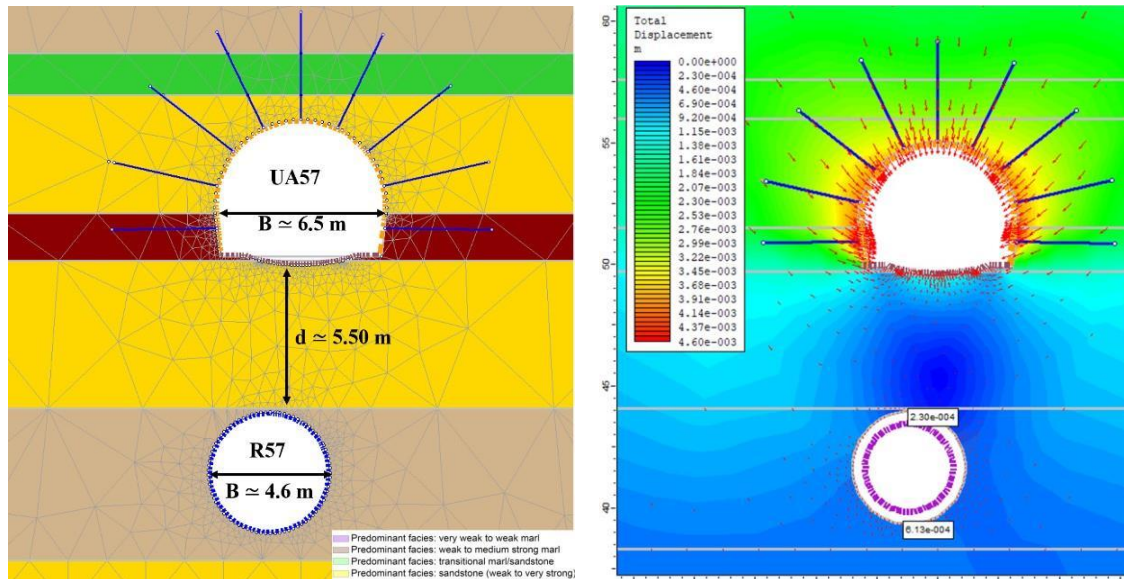 UA57
B ≃ 6.5 m
d ≃ 5.50 m
R57
B ≃ 4.6 m
Predominant facies: very weak to weak marl
Predominant facies: weak to medium strong marl
Predominant facies: transitional marl/sandstone
Predominant facies: sandstone (weak to very strong)
Total
Displacement
m
0.00e+000
2.30e-004
4.60e-004
6.90e-004
9.20e-004
1.15e-003
1.38e-003
1.61e-003
1.84e-003
2.07e-003
2.30e-003
2.53e-003
2.76e-003
2.99e-003
3.22e-003
3.45e-003
3.68e-003
3.91e-003
4.14e-003
4.37e-003
4.60e-003
60
55
50
45
40
2.30e-004
6.13e-004